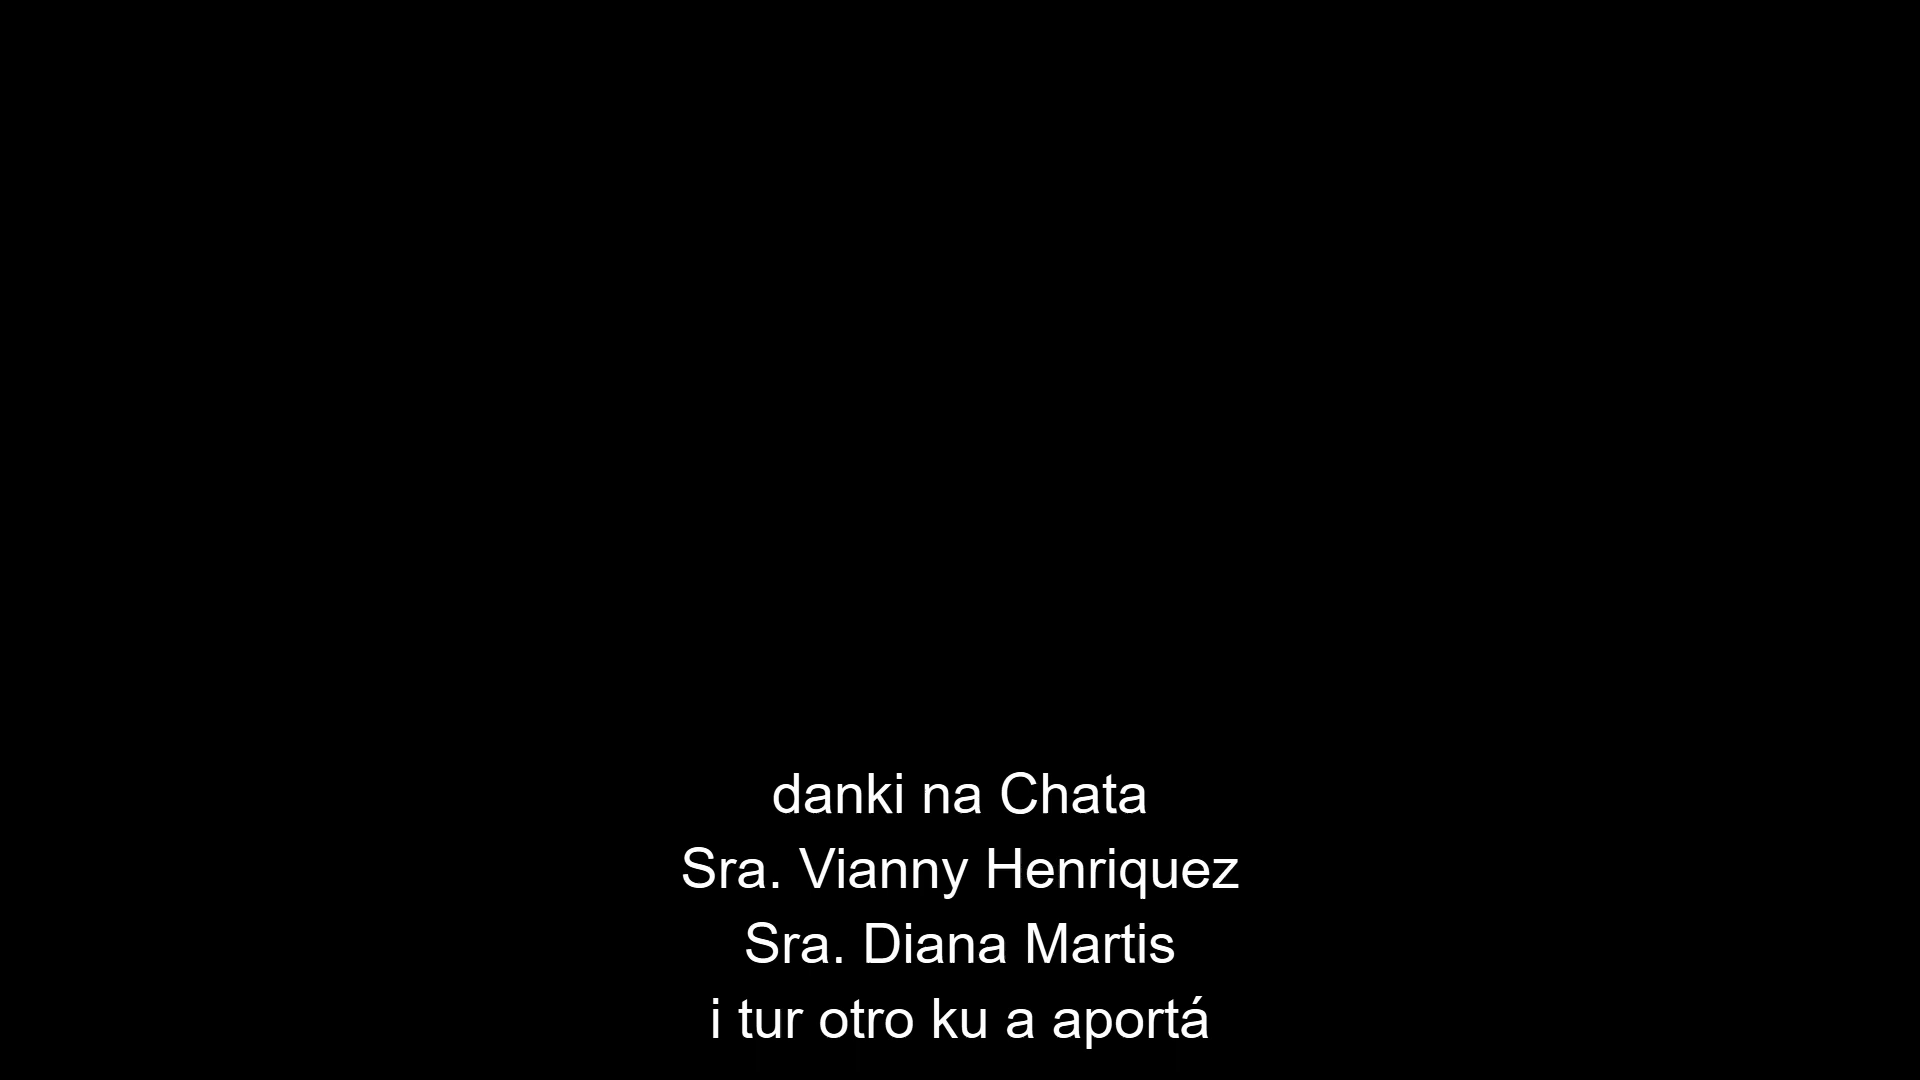 danki na Chata
Sra. Vianny Henriquez
Sra. Diana Martis
i tur otro ku a aportá